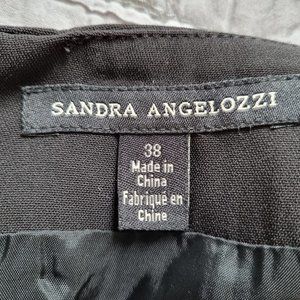 SANDRA ANGELOZZI
38
Made in
China
Fabriqué en
Chine